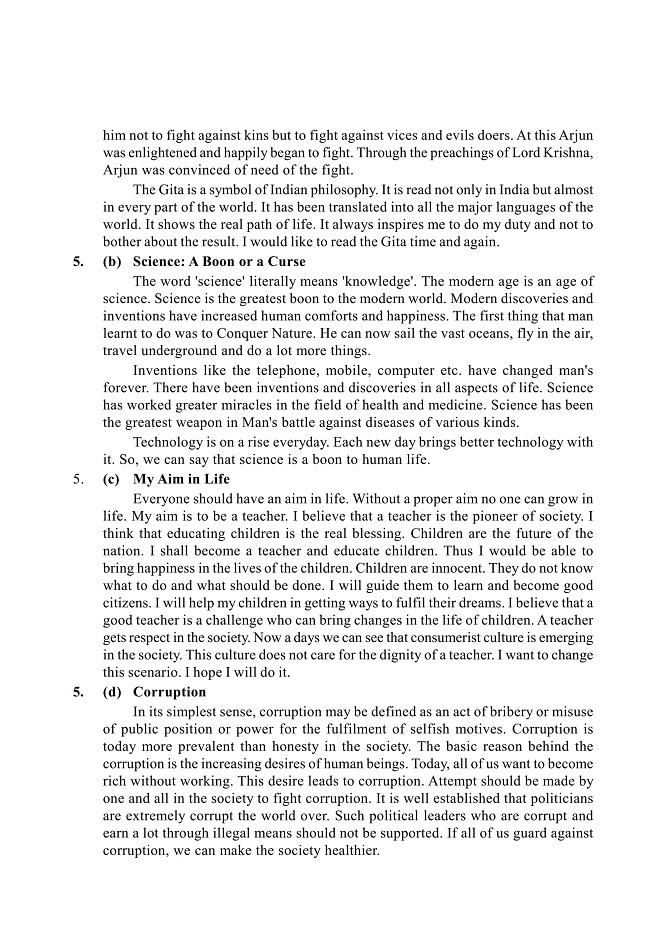 him not to fight against kins but to fight against vices and evils doers. At this Arjun
was enlightened and happily began to fight. Through the preachings of Lord Krishna,
Arjun was convinced of need of the fight.
The Gita is a symbol of Indian philosophy. It is read not only in India but almost
in every part of the world. It has been translated into all the major languages of the
world. It shows the real path of life. It always inspires me to do my duty and not to
bother about the result. I would like to read the Gita time and again.
5. (b) Science: A Boon or a Curse
The word 'science' literally means 'knowledge'. The modern age is an age of
science. Science is the greatest boon to the modern world. Modern discoveries and
inventions have increased human comforts and happiness. The first thing that man
learnt to do was to Conquer Nature. He can now sail the vast oceans, fly in the air,
travel underground and do a lot more things.
Inventions like the telephone, mobile, computer etc. have changed man's
forever. There have been inventions and discoveries in all aspects of life. Science
has worked greater miracles in the field of health and medicine. Science has been
the greatest weapon in Man's battle against diseases of various kinds.
Technology is on a rise everyday. Each new day brings better technology with
it. So, we can say that science is a boon to human life.
5. (c) My Aim in Life
Everyone should have an aim in life. Without a proper aim no one can grow in
life. My aim is to be a teacher. I believe that a teacher is the pioneer of society. I
think that educating children is the real blessing. Children are the future of the
nation. I shall become a teacher and educate children. Thus I would be able to
bring happiness in the lives of the children. Children are innocent. They do not know
what to do and what should be done. I will guide them to learn and become good
citizens. I will help my children in getting ways to fulfil their dreams. I believe that a
good teacher is a challenge who can bring changes in the life of children. A teacher
gets respect in the society. Now a days we can see that consumerist culture is emerging
in the society. This culture does not care for the dignity of a teacher. I want to change
this scenario. I hope I will do it.
5. (d) Corruption
In its simplest sense, corruption may be defined as an act of bribery or misuse
of public position or power for the fulfilment of selfish motives. Corruption is
today more prevalent than honesty in the society. The basic reason behind the
corruption is the increasing desires of human beings. Today, all of us want to become
rich without working. This desire leads to corruption. Attempt should be made by
one and all in the society to fight corruption. It is well established that politicians
are extremely corrupt the world over. Such political leaders who are corrupt and
earn a lot through illegal means should not be supported. If all of us guard against
corruption, we can make the society healthier.